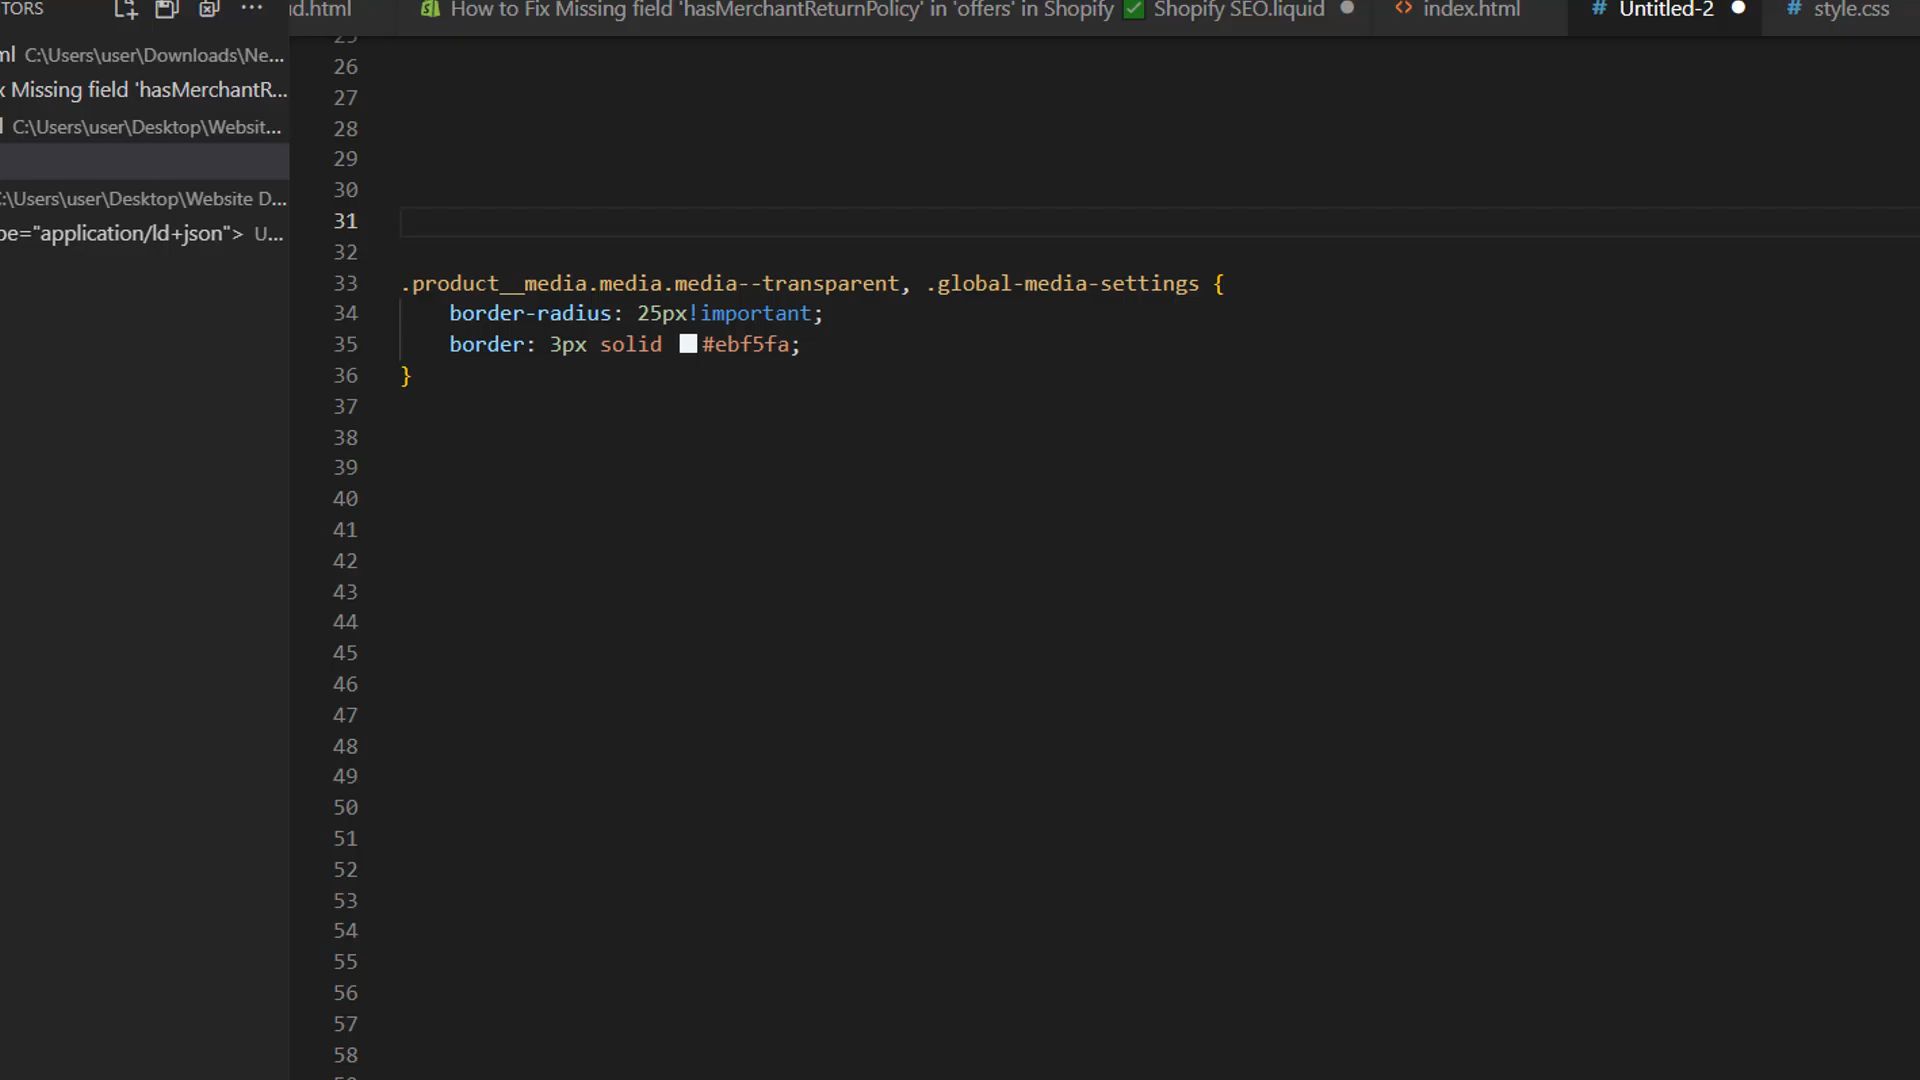 TORS
d.html
How to Fix Missing field 'hasMerchantReturnPolicy' in 'offers' in Shopify ✅ Shopify SEO.liquid
index.html
# Untitled-2
# style.css
ml C:\Users\user\Downloads\Ne...
x Missing field 'hasMerchantR...
l C:\Users\user\Desktop\Websit...
C:\Users\user\Desktop\Website D...
pe="application/ld+json"> U...
25
26
27
28
29
30
31
32
33 .product__media.media.media--transparent, .global-media-settings {
34 border-radius: 25px!important;
35 border: 3px solid #ebf5fa;
36 }
37
38
39
40
41
42
43
44
45
46
47
48
49
50
51
52
53
54
55
56
57
58